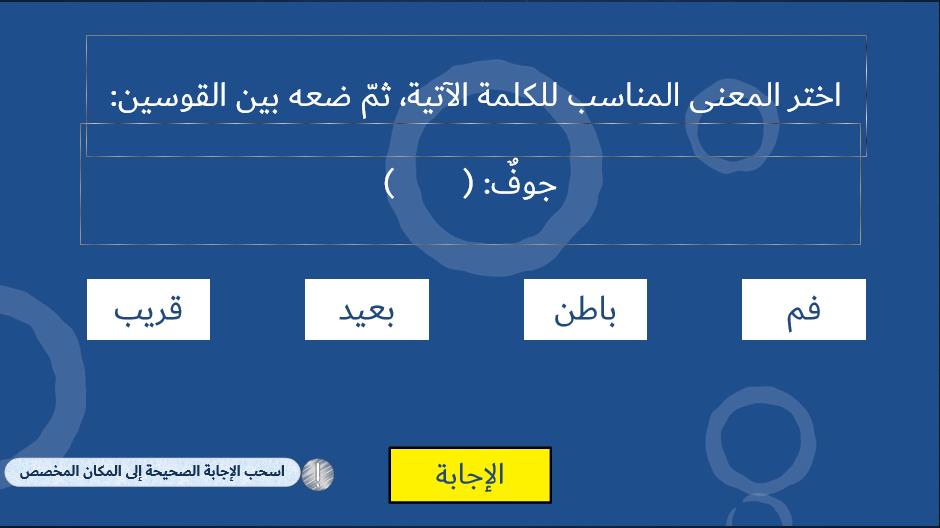 اختر المعنى المناسب للكلمة الآتية، ثمّ ضعه بين القوسين:
جوفٌ: (        )
فم
باطن
بعيد
قريب
الإجابة
اسحب الإجابة الصحيحة إلى المكان المخصص